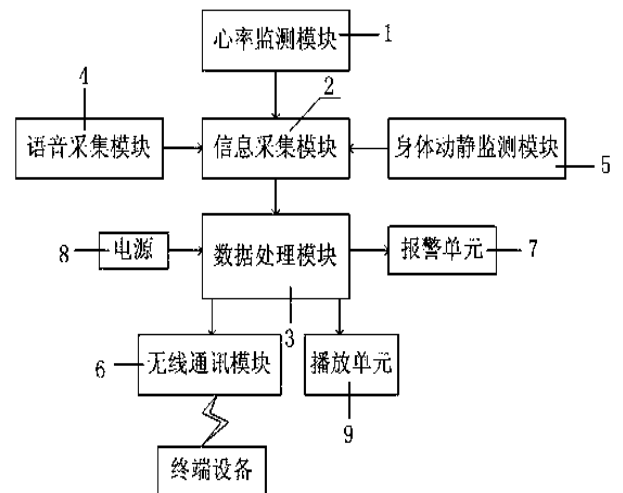 心率监测模块
1
4
2
语音采集模块
信息采集模块
身体动静监测模块
5
8
电源
数据处理模块
报警单元
7
3
6
无线通讯模块
播放单元
9
终端设备